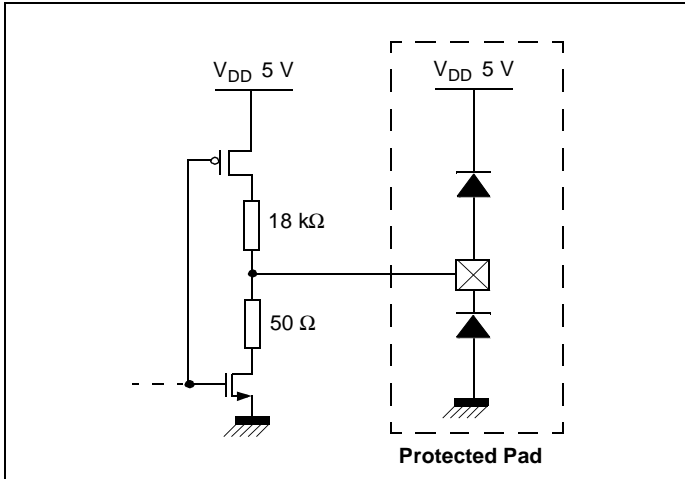 V_DD 5 V
V_DD 5 V
18 kΩ
50 Ω
Protected Pad